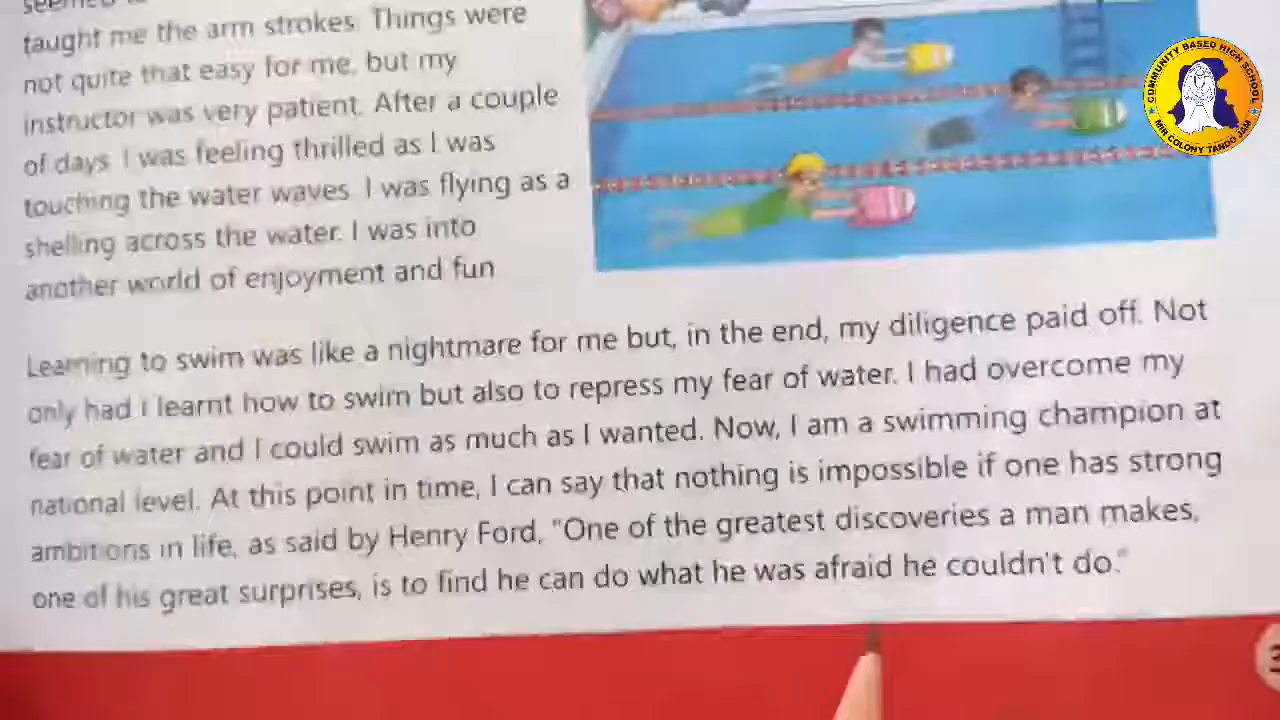 taught me the arm strokes. Things were
not quite that easy for me, but my
instructor was very patient. After a couple
of days I was feeling thrilled as I was
touching the water waves. I was flying as a
shelling across the water. I was into
another world of enjoyment and fun
Learning to swim was like a nightmare for me but, in the end, my diligence paid off. Not
only had i learnt how to swim but also to repress my fear of water. I had overcome my
fear of water and I could swim as much as I wanted. Now, I am a swimming champion at
national level. At this point in time, I can say that nothing is impossible if one has strong
ambitions in life, as said by Henry Ford, "One of the greatest discoveries a man makes,
one of his great surprises, is to find he can do what he was afraid he couldn't do."
COMMUNITY BASED HIGH SCHOOL
MIR COLONY TANDO JAM